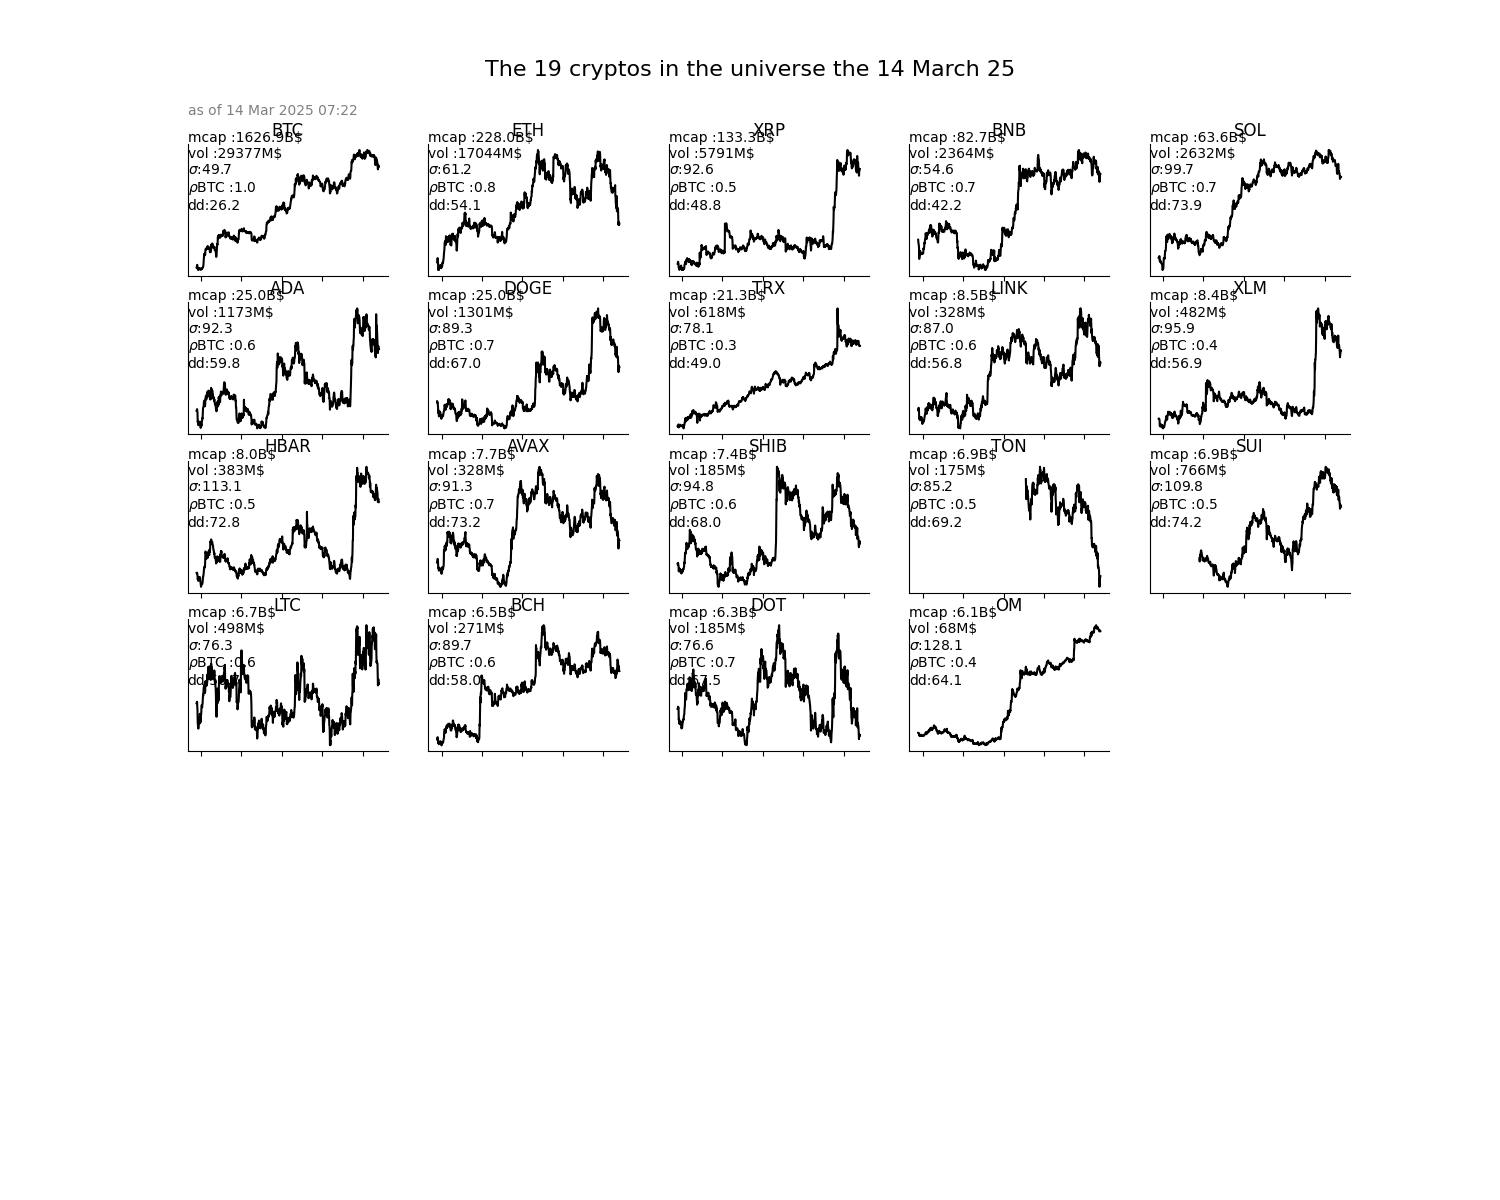 The 19 cryptos in the universe the 14 March 25
as of 14 Mar 2025 07:22
BTC
mcap :1626.9B$
vol :29377M$
σ:49.7
ρBTC :1.0
dd:26.2
ETH
mcap :228.0B$
vol :17044M$
σ:61.2
ρBTC :0.8
dd:54.1
XRP
mcap :133.3B$
vol :5791M$
σ:92.6
ρBTC :0.5
dd:48.8
BNB
mcap :82.7B$
vol :2364M$
σ:54.6
ρBTC :0.7
dd:42.2
SOL
mcap :63.6B$
vol :2632M$
σ:99.7
ρBTC :0.7
dd:73.9
ADA
mcap :25.0B$
vol :1173M$
σ:92.3
ρBTC :0.6
dd:59.8
DOGE
mcap :25.0B$
vol :1301M$
σ:89.3
ρBTC :0.7
dd:67.0
TRX
mcap :21.3B$
vol :618M$
σ:78.1
ρBTC :0.3
dd:49.0
LINK
mcap :8.5B$
vol :328M$
σ:87.0
ρBTC :0.6
dd:56.8
XLM
mcap :8.4B$
vol :482M$
σ:95.9
ρBTC :0.4
dd:56.9
HBAR
mcap :8.0B$
vol :383M$
σ:113.1
ρBTC :0.5
dd:72.8
AVAX
mcap :7.7B$
vol :328M$
σ:91.3
ρBTC :0.7
dd:73.2
SHIB
mcap :7.4B$
vol :185M$
σ:94.8
ρBTC :0.6
dd:68.0
TON
mcap :6.9B$
vol :175M$
σ:85.2
ρBTC :0.5
dd:69.2
SUI
mcap :6.9B$
vol :766M$
σ:109.8
ρBTC :0.5
dd:74.2
LTC
mcap :6.7B$
vol :498M$
σ:76.3
ρBTC :0.6
BCH
mcap :6.5B$
vol :271M$
σ:89.7
ρBTC :0.6
dd:58.0
DOT
mcap :6.3B$
vol :185M$
σ:76.6
ρBTC :0.7
OM
mcap :6.1B$
vol :68M$
σ:128.1
ρBTC :0.4
dd:64.1